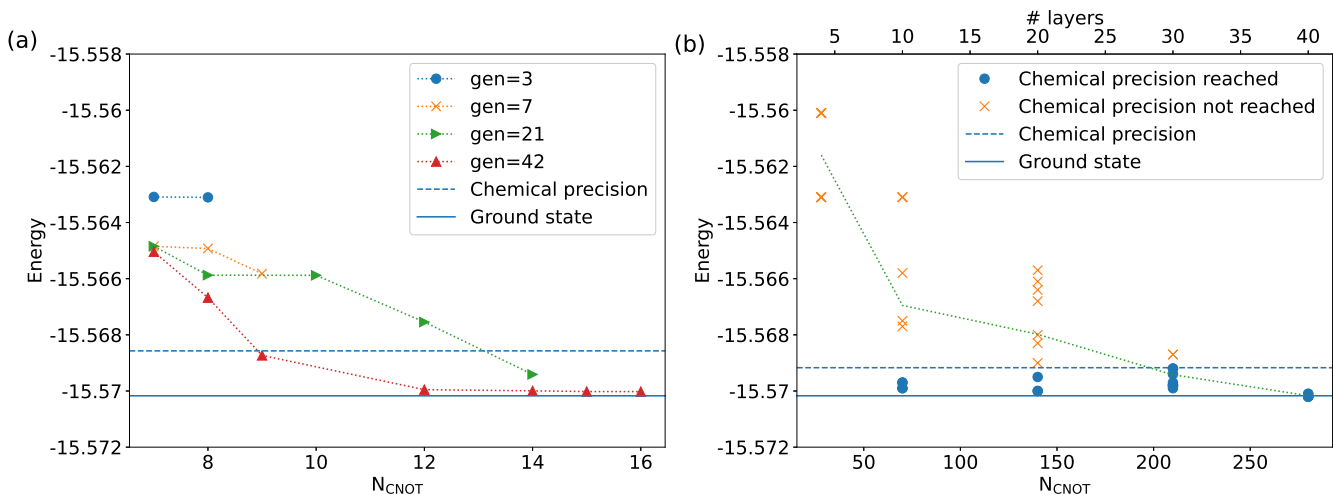 (a)
-15.558
-15.56
-15.562
-15.564
-15.566
-15.568
-15.57
-15.572
Energy
8
10
12
14
16
N_CNOT
gen=3
gen=7
gen=21
gen=42
Chemical precision
Ground state
(b)
# layers
5
10
15
20
25
30
35
40
-15.558
-15.56
-15.562
-15.564
-15.566
-15.568
-15.57
-15.572
Energy
50
100
150
200
250
N_CNOT
Chemical precision reached
Chemical precision not reached
Chemical precision
Ground state